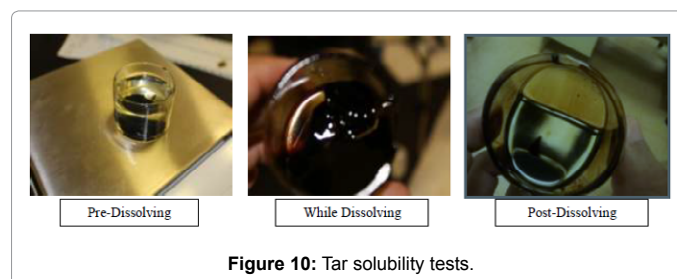 Pre-Dissolving
While Dissolving
Post-Dissolving
Figure 10: Tar solubility tests.